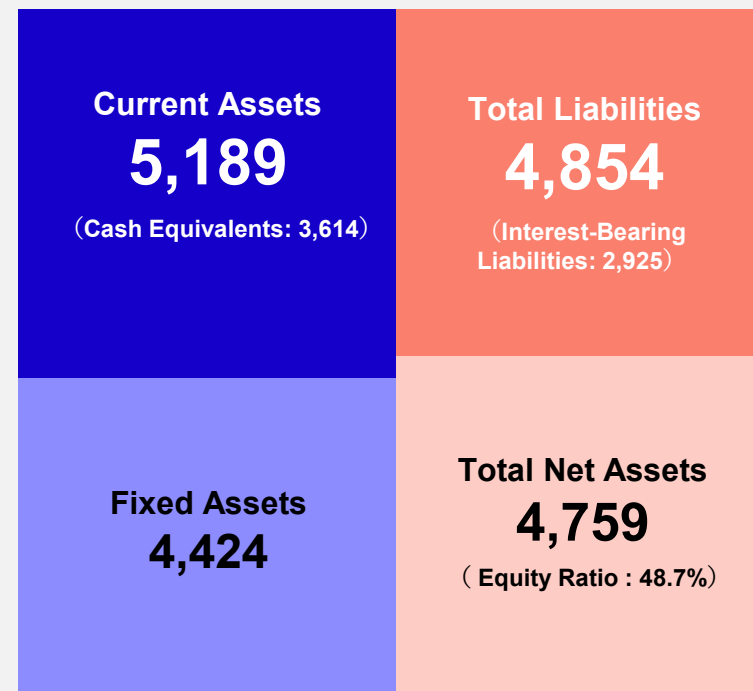 Current Assets
5,189
（Cash Equivalents: 3,614）
Total Liabilities
4,854
（Interest-Bearing
Liabilities: 2,925）
Fixed Assets
4,424
Total Net Assets
4,759
（ Equity Ratio : 48.7%）